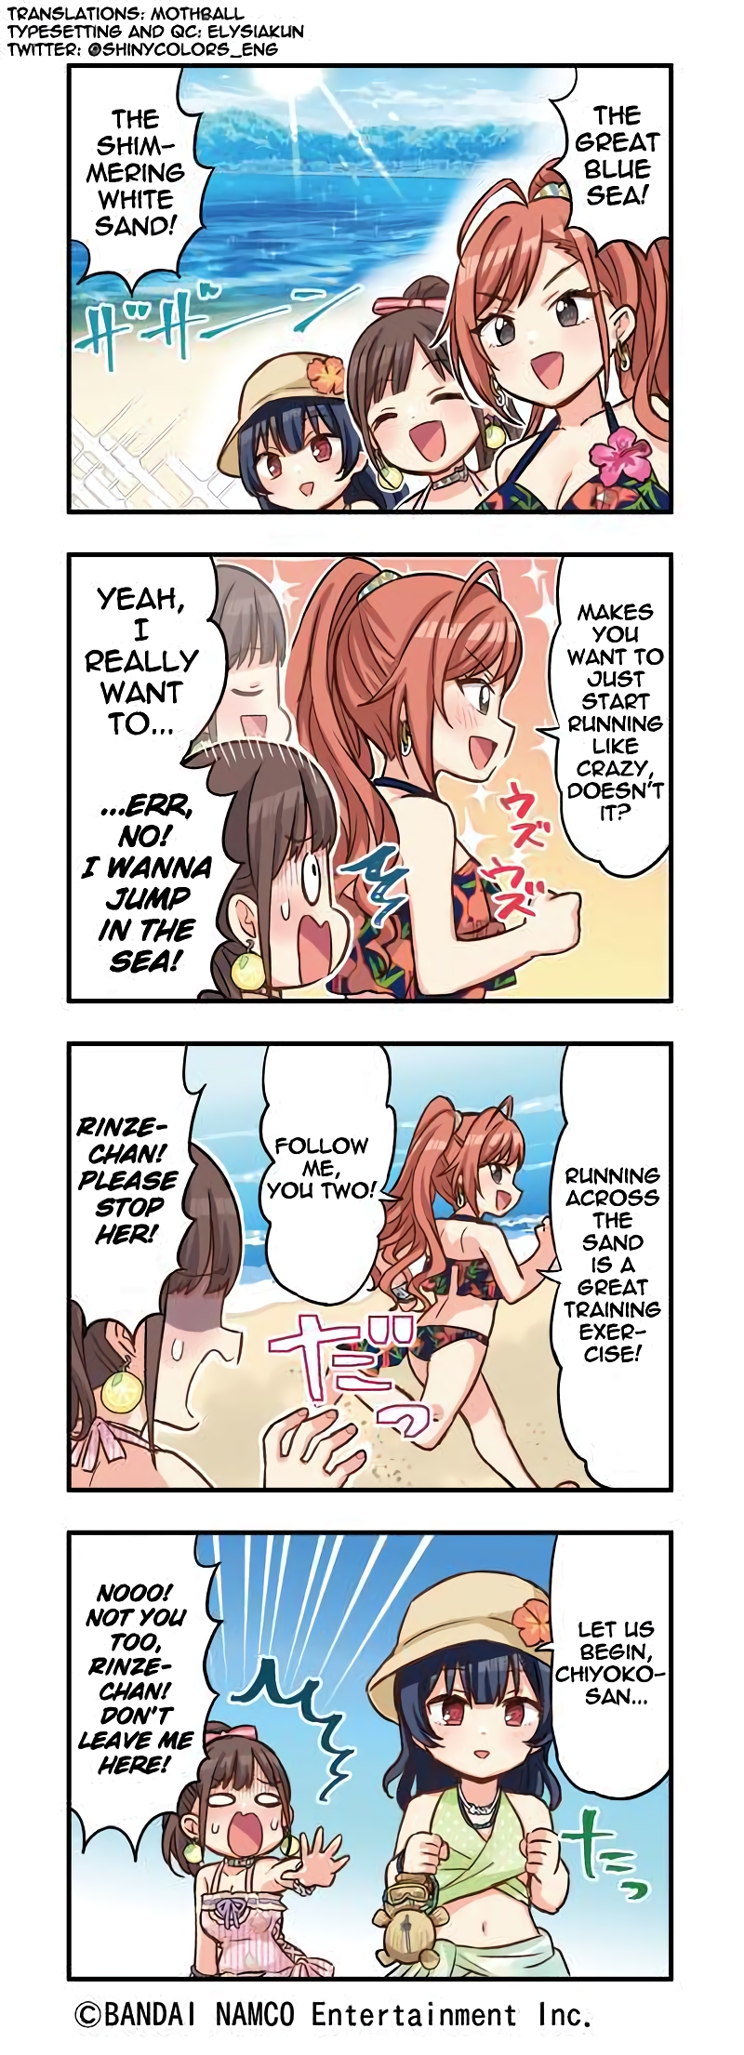 TRANSLATIONS: MOTHBALL
TYPESETTING AND QC: ELYSIAKUN
TWITTER: @SHINYCOLORS_ENG
THE
GREAT
BLUE
SEA!
THE
SHIM-
MERING
WHITE
SAND!
ザザーン
MAKES
YOU
WANT TO
JUST
START
RUNNING
LIKE
CRAZY,
DOESN'T
IT?
ウズ
ウズ
YEAH,
I
REALLY
WANT
TO...
...ERR,
NO!
I WANNA
JUMP
IN THE
SEA!
RUNNING
ACROSS
THE
SAND
IS A
GREAT
TRAINING
EXER-
CISE!
FOLLOW
ME,
YOU TWO!
だっ
RINZE-
CHAN!
PLEASE
STOP
HER!
LET US
BEGIN,
CHIYOKO-
SAN...
たっ
NOOO!
NOT YOU
TOO,
RINZE-
CHAN!
DON'T
LEAVE ME
HERE!
©BANDAI NAMCO Entertainment Inc.